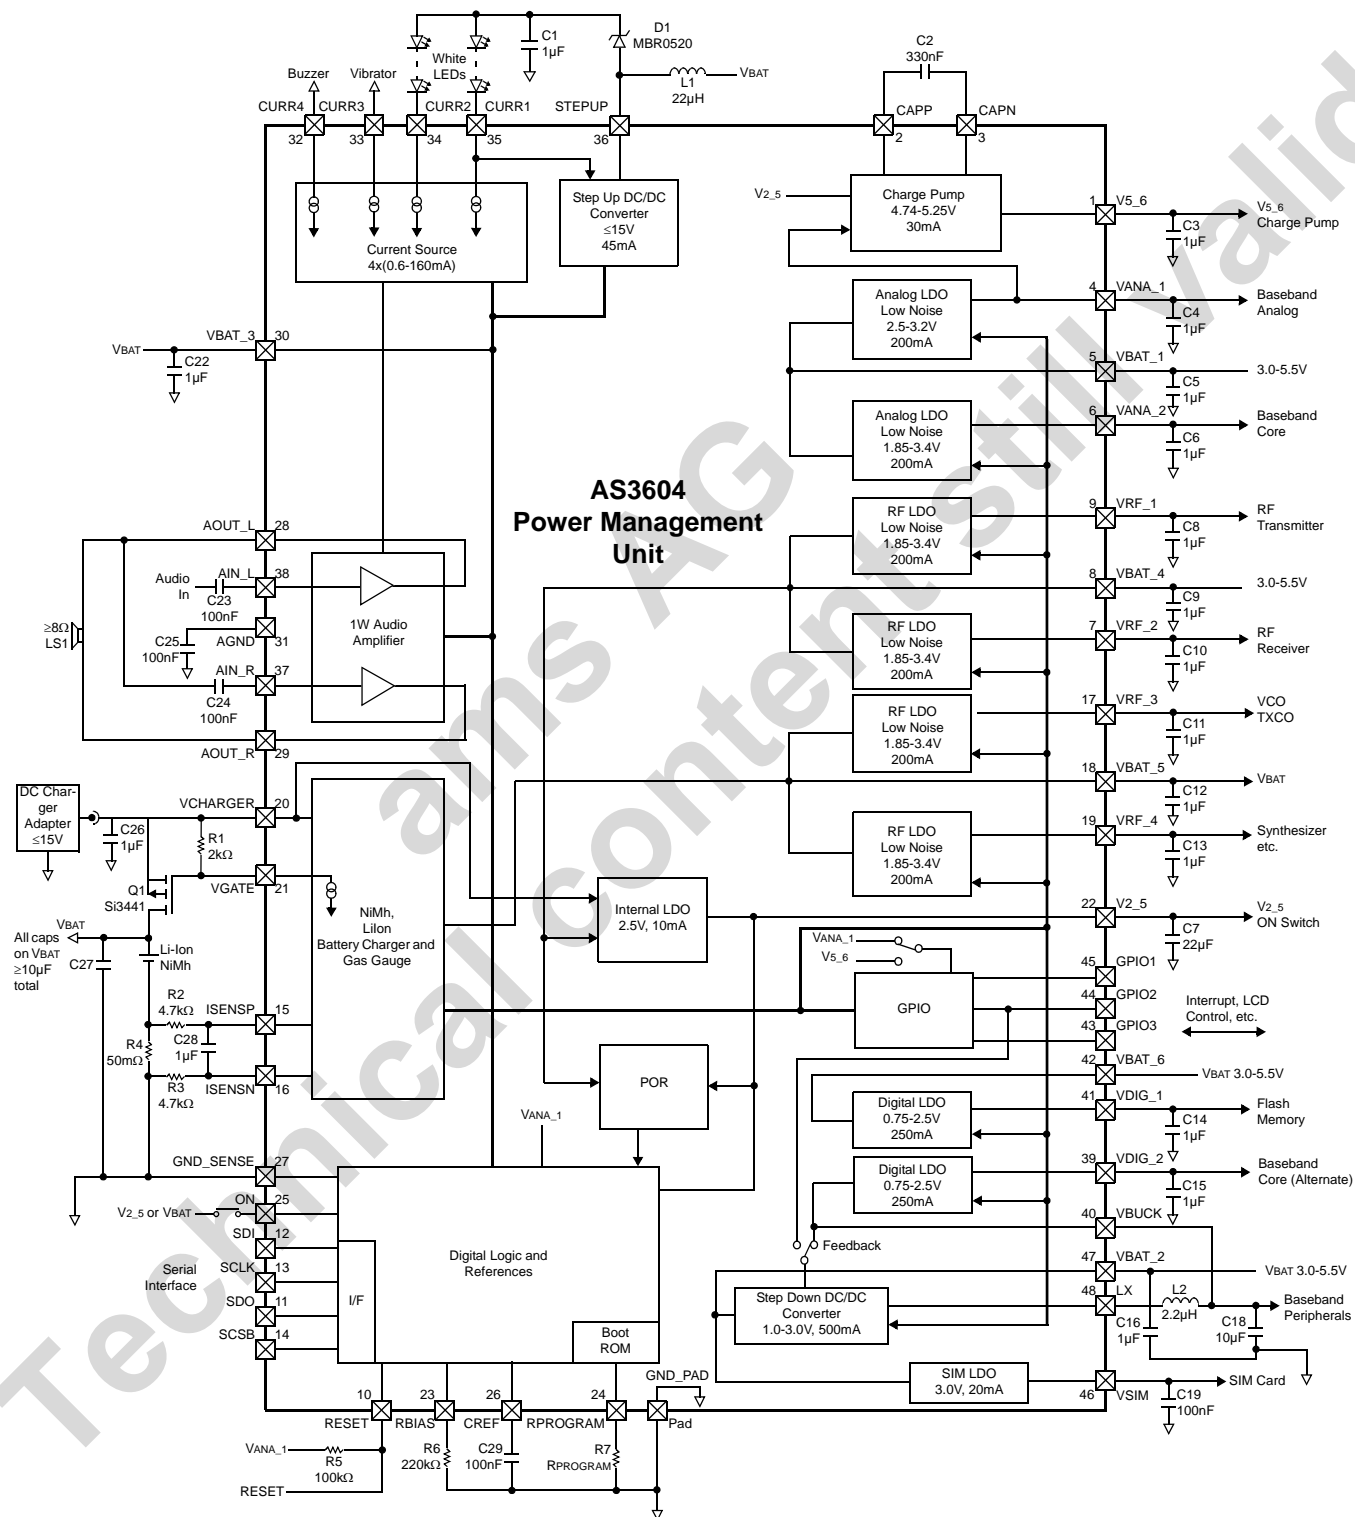 D1
MBR0520
C1
1µF
White
LEDs
C2
330nF
Buzzer
Vibrator
L1
22µH
VBAT
CURR4
CURR3
CURR2
CURR1
STEPUP
CAPP
CAPN
32
33
34
35
36
2
3
Step Up DC/DC
Converter
≤15V
45mA
V2_5
Charge Pump
4.74-5.25V
30mA
1
V5_6
V5_6
Charge Pump
C3
1µF
Current Source
4x(0.6-160mA)
4
VANA_1
Analog LDO
Low Noise
2.5-3.2V
200mA
Baseband
Analog
C4
1µF
VBAT_3
30
VBAT
C22
1µF
5
VBAT_1
3.0-5.5V
C5
1µF
6
VANA_2
Analog LDO
Low Noise
1.85-3.4V
200mA
Baseband
Core
C6
1µF
AS3604
Power Management
Unit
9
VRF_1
RF LDO
Low Noise
1.85-3.4V
200mA
RF
Transmitter
C8
1µF
AOUT_L
28
8
VBAT_4
3.0-5.5V
C9
1µF
Audio
In
AIN_L
38
C23
100nF
1W Audio
Amplifier
≥8Ω
LS1
C25
100nF
AGND
31
7
VRF_2
RF LDO
Low Noise
1.85-3.4V
200mA
RF
Receiver
C10
1µF
AIN_R
37
C24
100nF
17
VRF_3
RF LDO
Low Noise
1.85-3.4V
200mA
VCO
TXCO
C11
1µF
AOUT_R
29
18
VBAT_5
VBAT
C12
1µF
DC Char-
ger
Adapter
≤15V
VCHARGER
20
C26
1µF
R1
2kΩ
19
VRF_4
RF LDO
Low Noise
1.85-3.4V
200mA
Synthesizer
etc.
C13
1µF
Q1
Si3441
VGATE
21
NiMh,
LiIon
Battery Charger and
Gas Gauge
Internal LDO
2.5V, 10mA
22
V2_5
V2_5
ON Switch
C7
22µF
VBAT
All caps
on VBAT
≥10µF
total
C27
Li-Ion
NiMh
VANA_1
V5_6
45
GPIO1
GPIO
44
GPIO2
43
GPIO3
Interrupt, LCD
Control, etc.
R2
4.7kΩ
ISENSP
15
R4
50mΩ
C28
1µF
R3
4.7kΩ
ISENSN
16
42
VBAT_6
VBAT 3.0-5.5V
POR
41
VDIG_1
Digital LDO
0.75-2.5V
250mA
Flash
Memory
C14
1µF
VANA_1
GND_SENSE
27
39
VDIG_2
Digital LDO
0.75-2.5V
250mA
Baseband
Core (Alternate)
C15
1µF
V2_5 or VBAT
ON
25
40
VBUCK
SDI
12
Feedback
47
VBAT_2
VBAT 3.0-5.5V
Serial
Interface
SCLK
13
SDO
11
SCSB
14
I/F
Digital Logic and
References
Boot
ROM
Step Down DC/DC
Converter
1.0-3.0V, 500mA
48
LX
L2
2.2µH
Baseband
Peripherals
C16
1µF
C18
10µF
SIM LDO
3.0V, 20mA
46
VSIM
SIM Card
C19
100nF
GND_PAD
10
23
26
24
RESET
RBIAS
CREF
RPROGRAM
Pad
VANA_1
R5
100kΩ
R6
220kΩ
C29
100nF
R7
RPROGRAM
RESET
ams AG
Technical content still valid